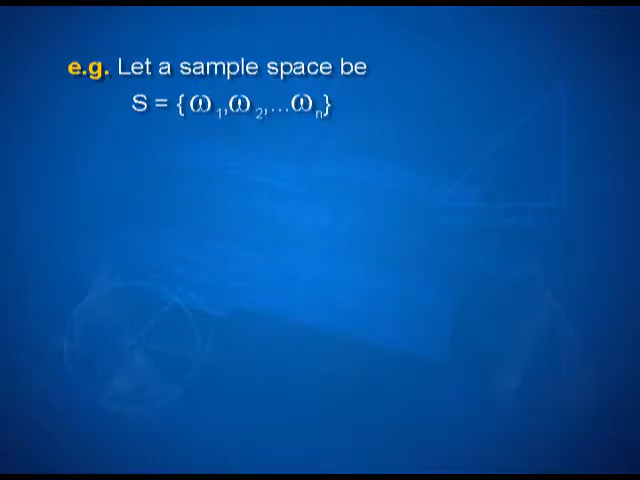 e.g. Let a sample space be
S = { ω₁,ω₂,...ωₙ}